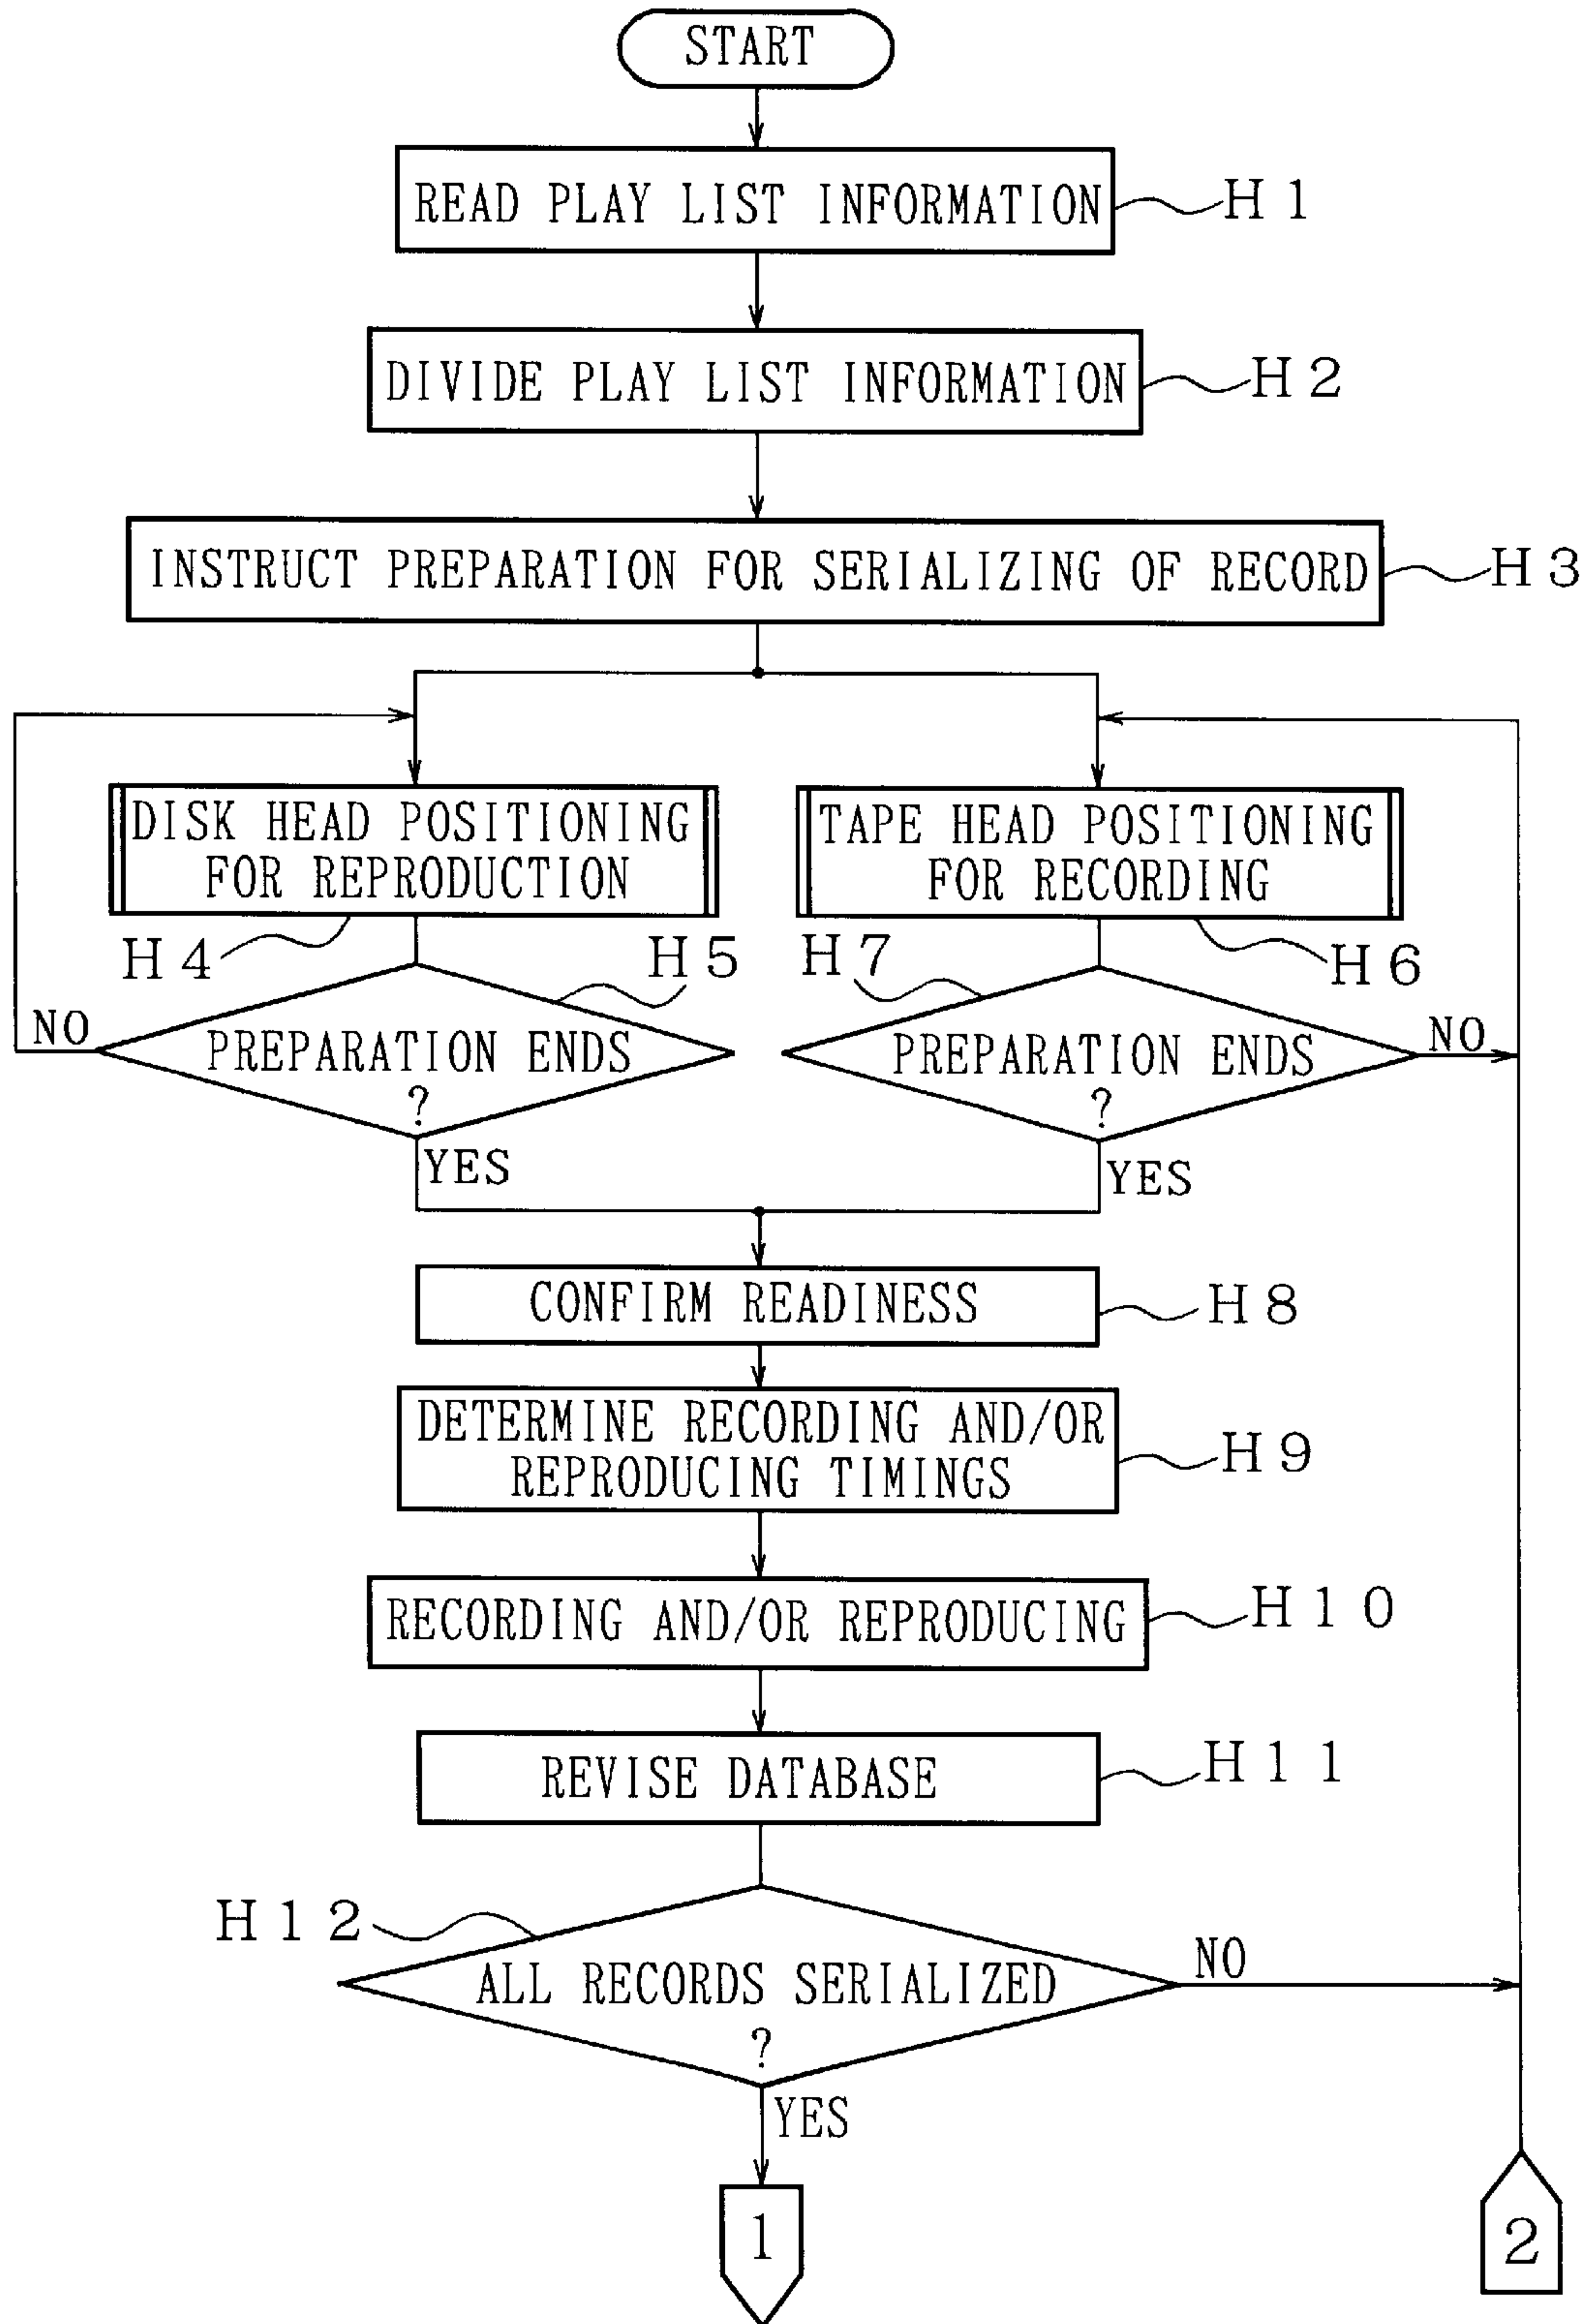 START
READ PLAY LIST INFORMATION
H1
DIVIDE PLAY LIST INFORMATION
H2
INSTRUCT PREPARATION FOR SERIALIZING OF RECORD
H3
DISK HEAD POSITIONING
FOR REPRODUCTION
TAPE HEAD POSITIONING
FOR RECORDING
H4
H5
H7
H6
NO
PREPARATION ENDS
?
PREPARATION ENDS
?
NO
YES
YES
CONFIRM READINESS
H8
DETERMINE RECORDING AND/OR
REPRODUCING TIMINGS
H9
RECORDING AND/OR REPRODUCING
H10
REVISE DATABASE
H11
H12
ALL RECORDS SERIALIZED
?
NO
YES
1
2